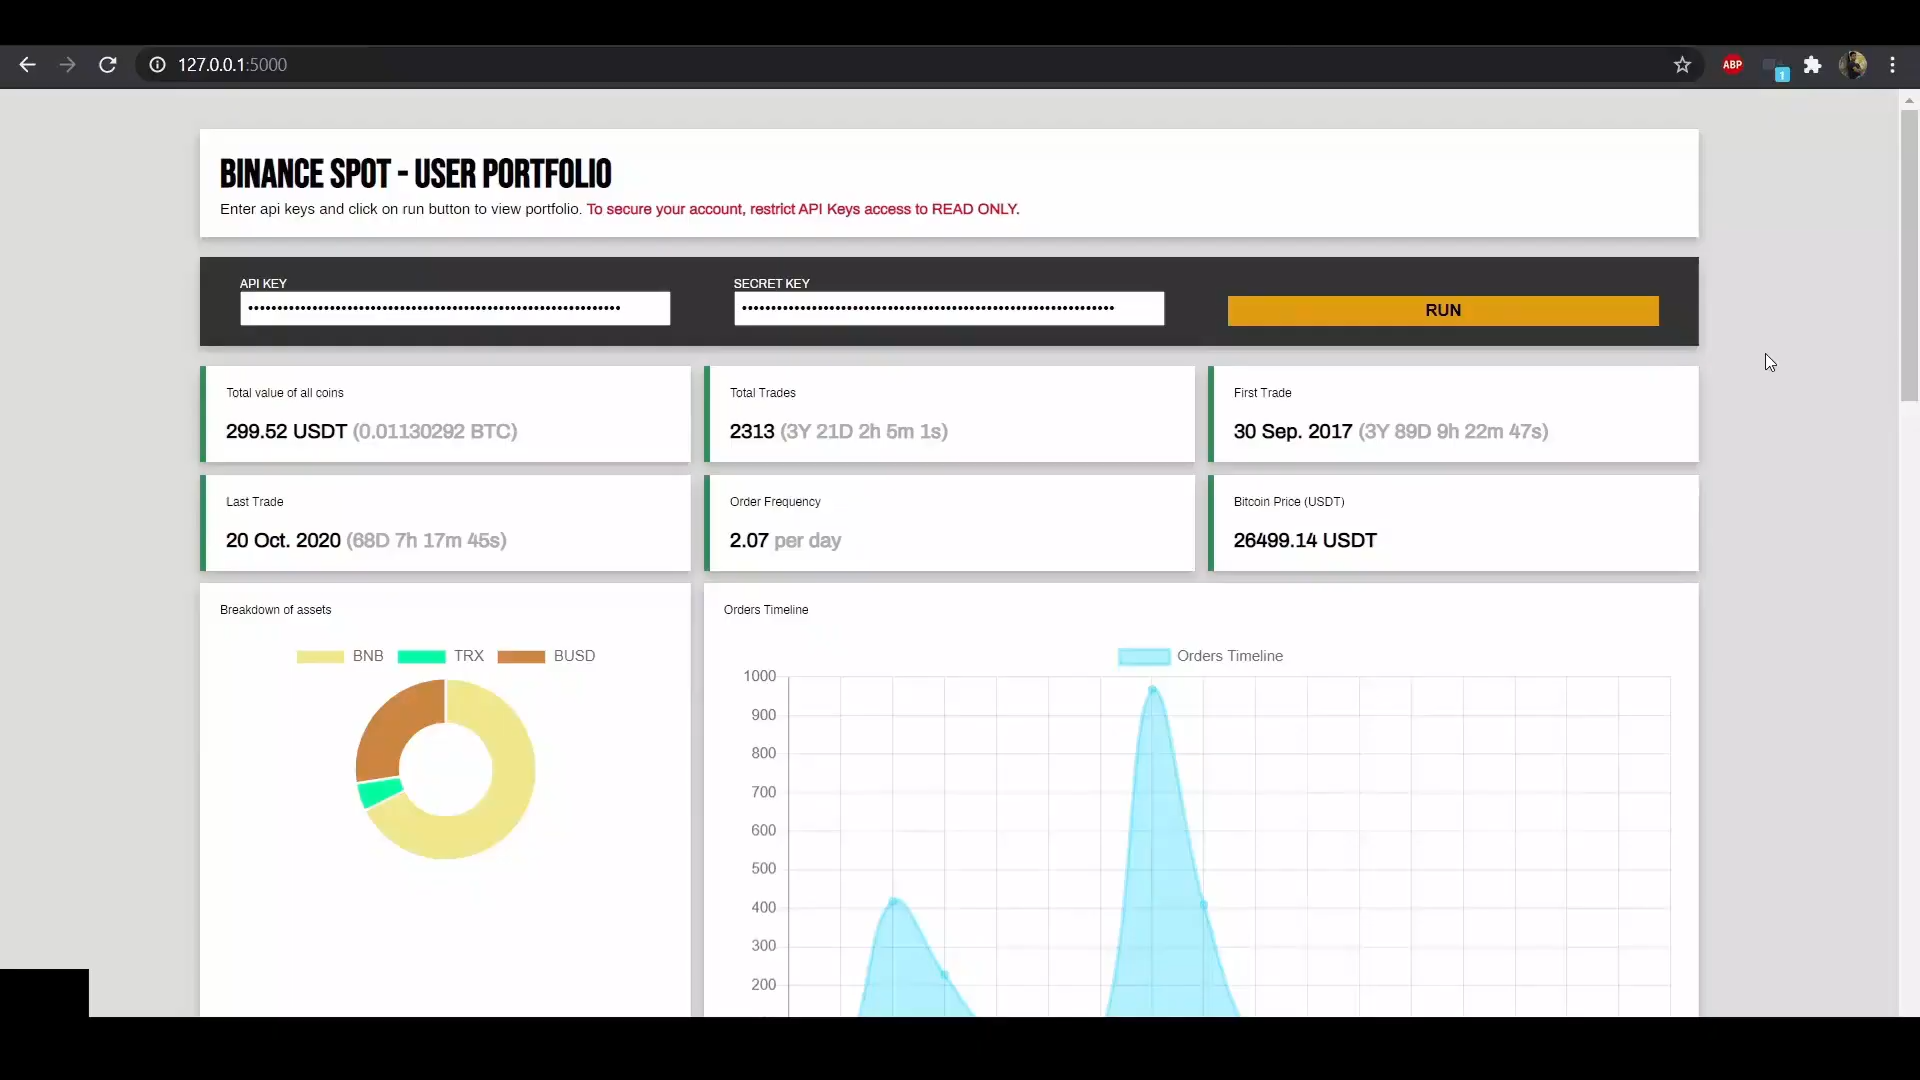 127.0.0.1:5000
ABP
1
BINANCE SPOT - USER PORTFOLIO
Enter api keys and click on run button to view portfolio. To secure your account, restrict API Keys access to READ ONLY.
API KEY
SECRET KEY
RUN
Total value of all coins
299.52 USDT (0.01130292 BTC)
Total Trades
2313 (3Y 21D 2h 5m 1s)
First Trade
30 Sep. 2017 (3Y 89D 9h 22m 47s)
Last Trade
20 Oct. 2020 (68D 7h 17m 45s)
Order Frequency
2.07 per day
Bitcoin Price (USDT)
26499.14 USDT
Breakdown of assets
BNB TRX BUSD
Orders Timeline
Orders Timeline
1000
900
800
700
600
500
400
300
200